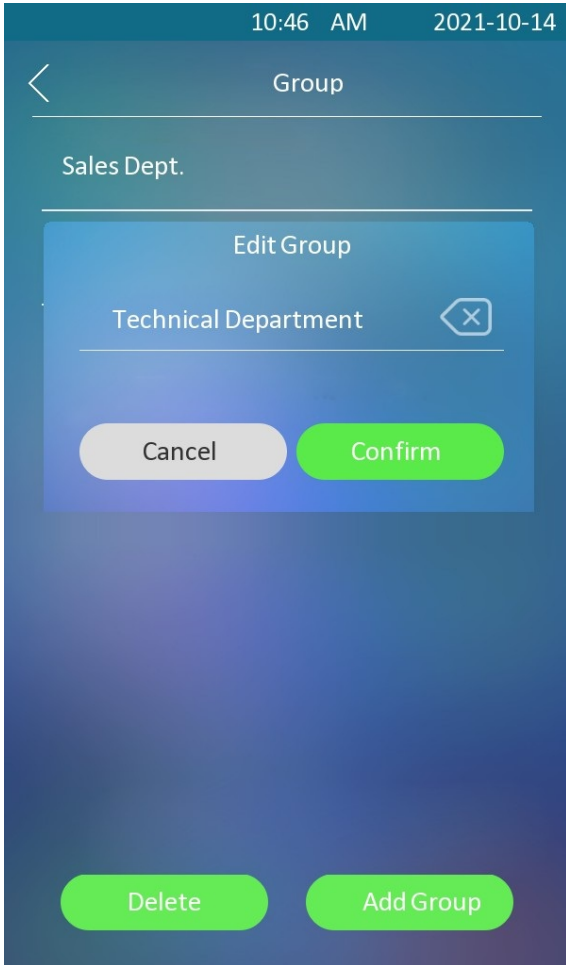 10:46 AM 2021-10-14
Group
Sales Dept.
Edit Group
Technical Department
Cancel Confirm
Delete Add Group